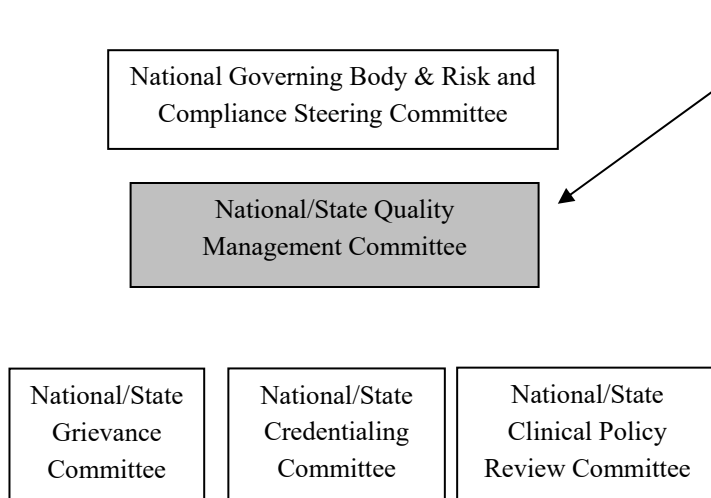 National Governing Body & Risk and
Compliance Steering Committee
National/State Quality
Management Committee
National/State
Grievance
Committee
National/State
Credentialing
Committee
National/State
Clinical Policy
Review Committee